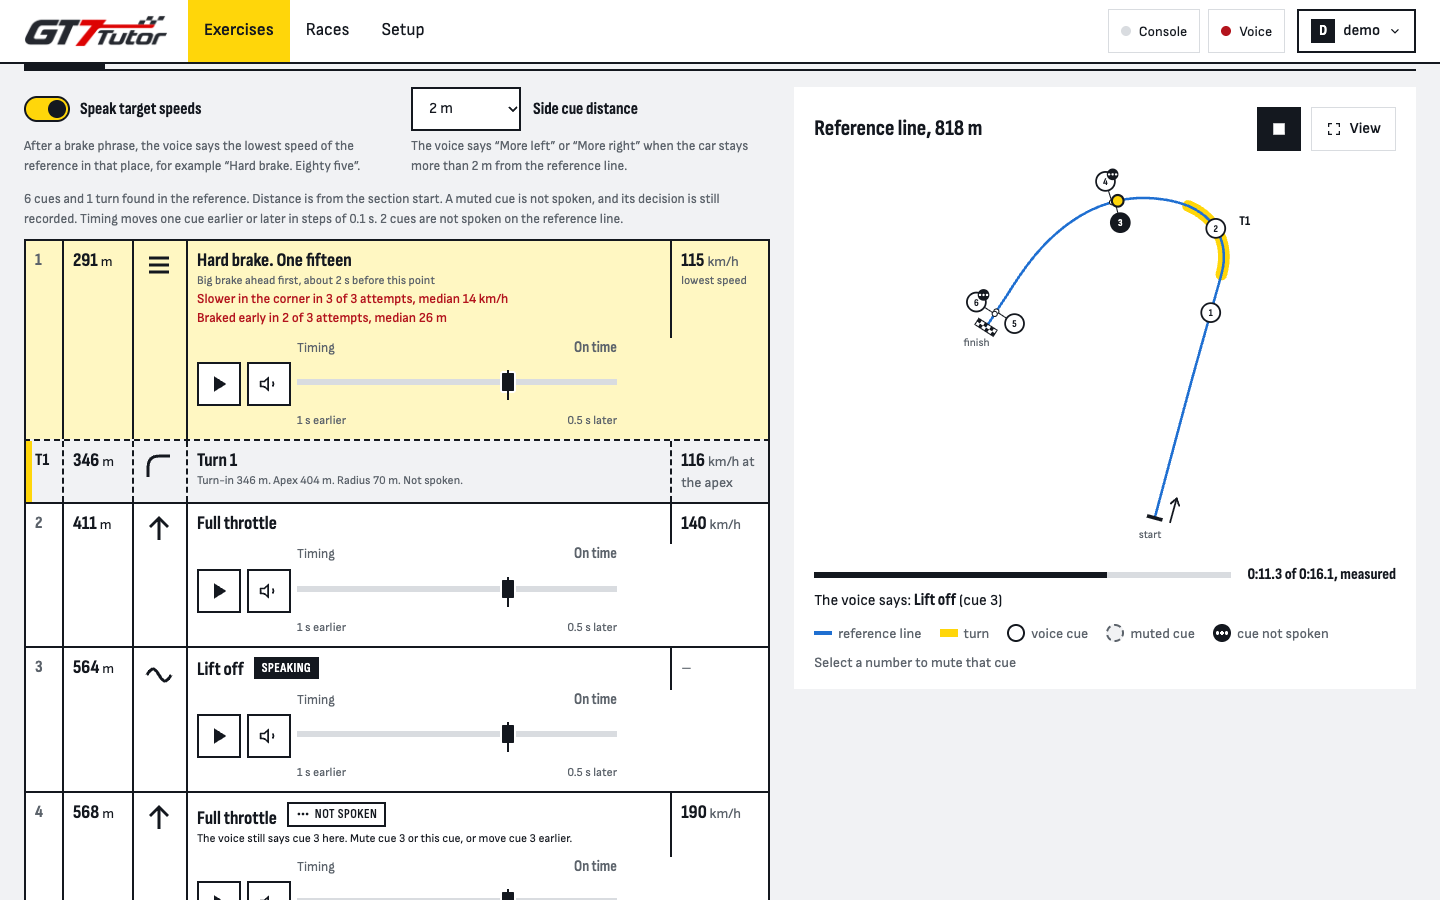 GT7 Tutor
Exercises
Races
Setup
Console
Voice
D
demo
Speak target speeds
After a brake phrase, the voice says the lowest speed of the
reference in that place, for example “Hard brake. Eighty five”.
2 m
Side cue distance
The voice says “More left” or “More right” when the car stays
more than 2 m from the reference line.
6 cues and 1 turn found in the reference. Distance is from the section start. A muted cue is not spoken, and its decision is still
recorded. Timing moves one cue earlier or later in steps of 0.1 s. 2 cues are not spoken on the reference line.
1
291 m
Hard brake. One fifteen
Big brake ahead first, about 2 s before this point
Slower in the corner in 3 of 3 attempts, median 14 km/h
Braked early in 2 of 3 attempts, median 26 m
115 km/h
lowest speed
Timing
On time
1 s earlier
0.5 s later
T1
346 m
Turn 1
Turn-in 346 m. Apex 404 m. Radius 70 m. Not spoken.
116 km/h at
the apex
2
411 m
Full throttle
140 km/h
Timing
On time
1 s earlier
0.5 s later
3
564 m
Lift off
SPEAKING
–
Timing
On time
1 s earlier
0.5 s later
4
568 m
Full throttle
NOT SPOKEN
The voice still says cue 3 here. Mute cue 3 or this cue, or move cue 3 earlier.
190 km/h
Timing
On time
Reference line, 818 m
View
4
3
2
T1
1
6
5
finish
start
0:11.3 of 0:16.1, measured
The voice says: Lift off (cue 3)
reference line
turn
voice cue
muted cue
cue not spoken
Select a number to mute that cue